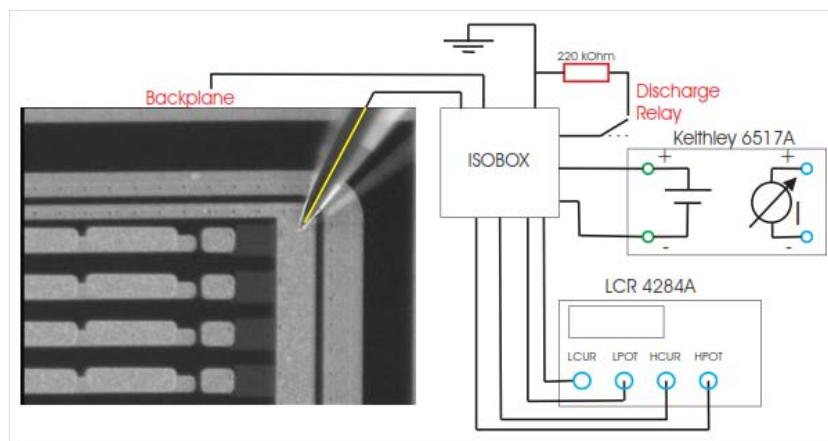 220 kOhm
Backplane
Discharge
Relay
ISOBOX
Keithley 6517A
+
+
I
-
-
LCR 4284A
LCUR LPOT HCUR HPOT